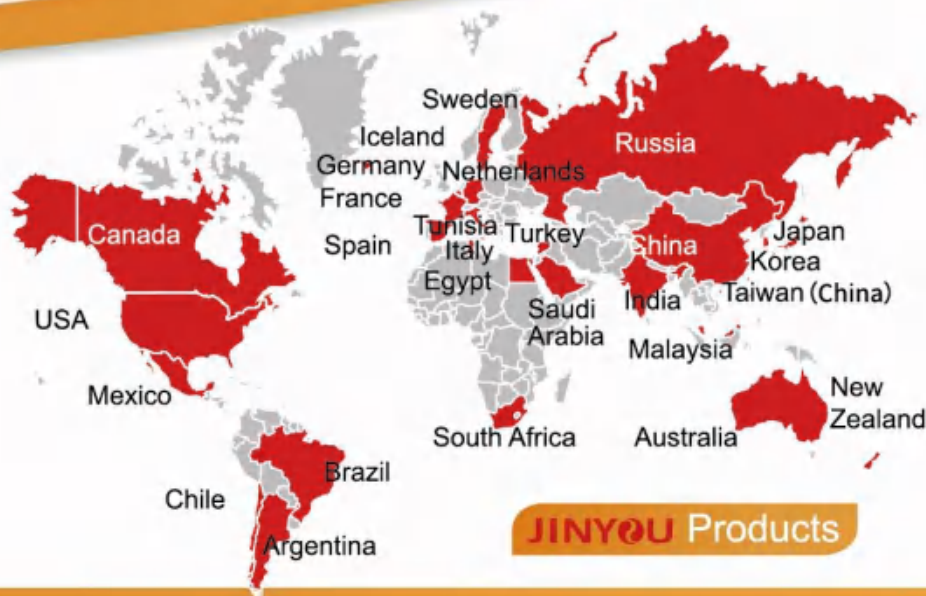 Sweden
Iceland
Russia
Germany
Netherlands
France
Canada
Tunisia
Turkey
Spain
Italy
China
Japan
Korea
Egypt
USA
Saudi
Arabia
India
Taiwan (China)
Malaysia
Mexico
New
Zealand
South Africa
Australia
Brazil
Chile
Argentina
JINYOU Products